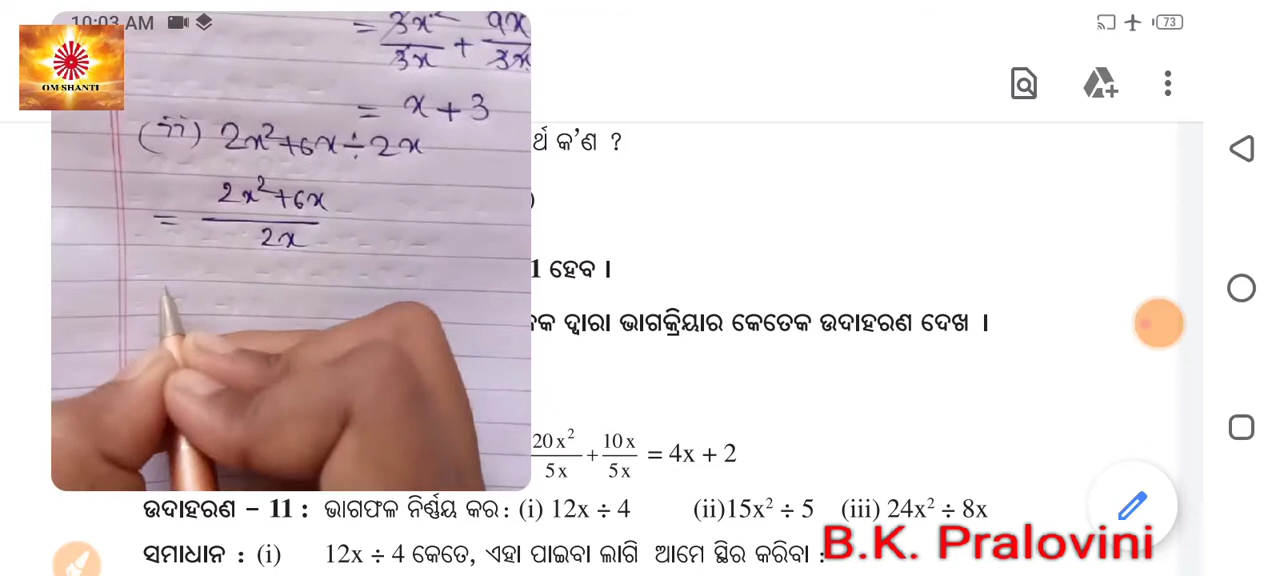 10:03 AM
73
OM SHANTI
= 3x²/3x + 9x/3x
= x + 3
(ii) 2x²+6x÷2x
= 2x²+6x/2x
ର୍ଥ କ'ଣ ?
)
1 ହେବ ।
ଦ୍ୱାରା ଭାଗକ୍ରିୟାର କେତେକ ଉଦାହରଣ ଦେଖ ।
20x²/5x + 10x/5x = 4x + 2
ଉଦାହରଣ – 11 : ଭାଗଫଳ ନିର୍ଣ୍ଣୟ କର : (i) 12x ÷ 4 (ii)15x² ÷ 5 (iii) 24x² ÷ 8x
ସମାଧାନ : (i) 12x ÷ 4 କେତେ, ଏହା ପାଇବା ଲାଗି ଆମେ ସ୍ଥିର କରିବା :
B.K. Pralovini